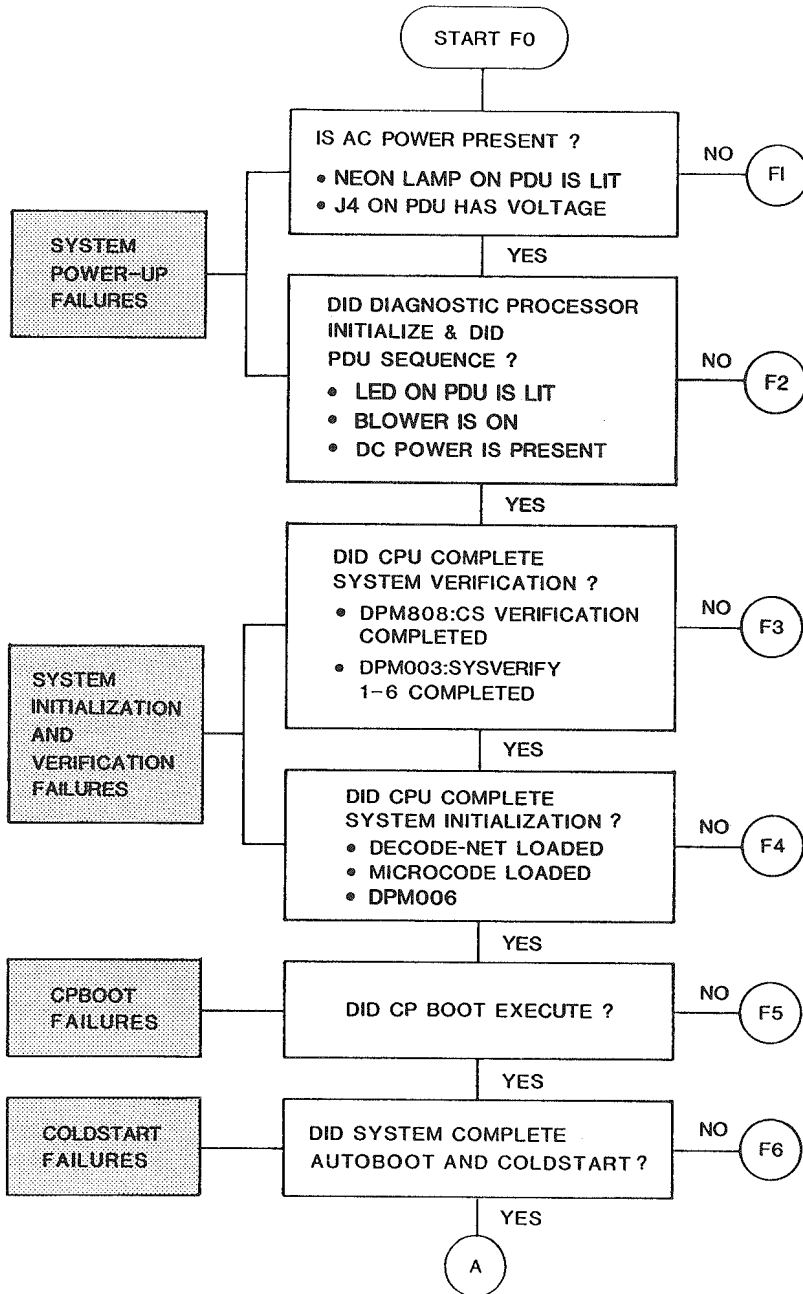 START F0
IS AC POWER PRESENT ?
• NEON LAMP ON PDU IS LIT
• J4 ON PDU HAS VOLTAGE
NO
F1
SYSTEM
POWER-UP
FAILURES
YES
DID DIAGNOSTIC PROCESSOR
INITIALIZE & DID
PDU SEQUENCE ?
• LED ON PDU IS LIT
• BLOWER IS ON
• DC POWER IS PRESENT
NO
F2
YES
DID CPU COMPLETE
SYSTEM VERIFICATION ?
• DPM808:CS VERIFICATION
COMPLETED
• DPM003:SYSVERIFY
1-6 COMPLETED
NO
F3
SYSTEM
INITIALIZATION
AND
VERIFICATION
FAILURES
YES
DID CPU COMPLETE
SYSTEM INITIALIZATION ?
• DECODE-NET LOADED
• MICROCODE LOADED
• DPM006
NO
F4
YES
CPBOOT
FAILURES
DID CP BOOT EXECUTE ?
NO
F5
YES
COLDSTART
FAILURES
DID SYSTEM COMPLETE
AUTOBOOT AND COLDSTART ?
NO
F6
YES
A